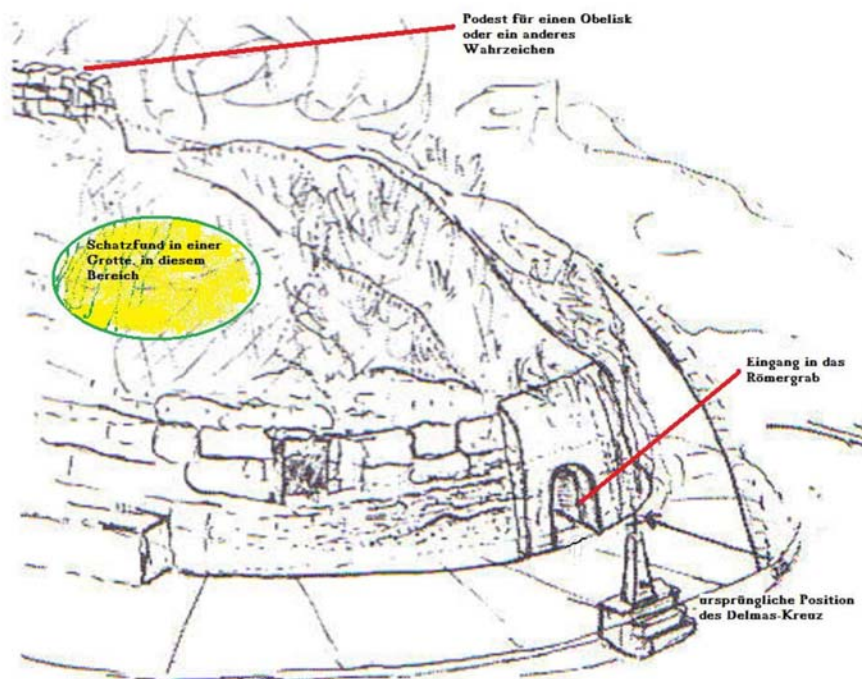 Podest für einen Obelisk
oder ein anderes
Wahrzeichen
Schatzfund in einer
Grotte, in diesem
Bereich
Eingang in das
Römergrab
ursprüngliche Position
des Delmas-Kreuz